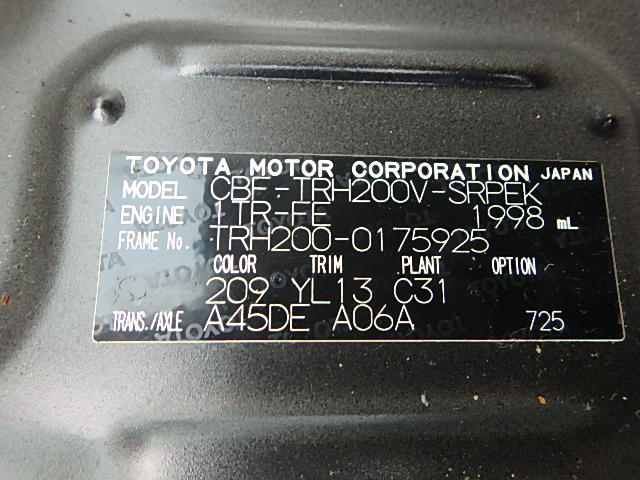 TOYOTA MOTOR CORPORATION JAPAN
MODEL CBF-TRH200V-SRPEK
ENGINE 1TR-FE 1998 mL
FRAME No. TRH200-0175925
COLOR TRIM PLANT OPTION
209 YL13 C31
TRANS./AXLE A45DE A06A 725